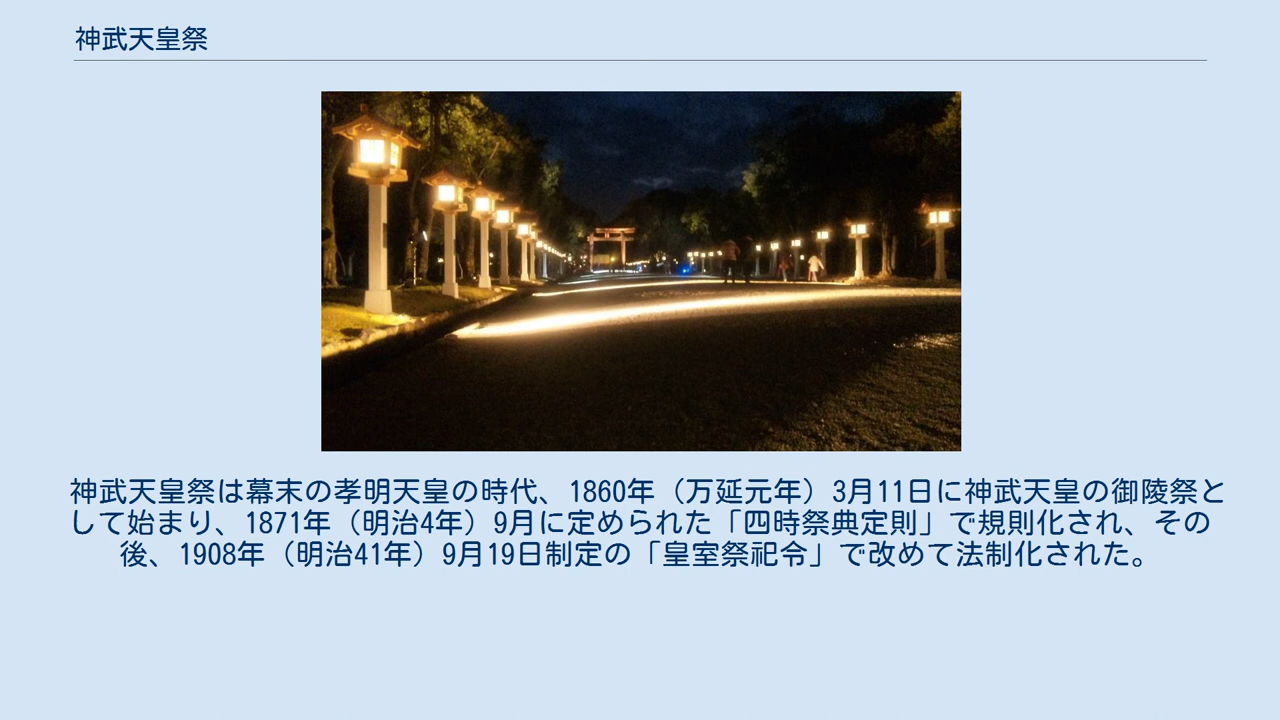 神武天皇祭
神武天皇祭は幕末の孝明天皇の時代、1860年（万延元年）3月11日に神武天皇の御陵祭と
して始まり、1871年（明治4年）9月に定められた「四時祭典定則」で規則化され、その
後、1908年（明治41年）9月19日制定の「皇室祭祀令」で改めて法制化された。